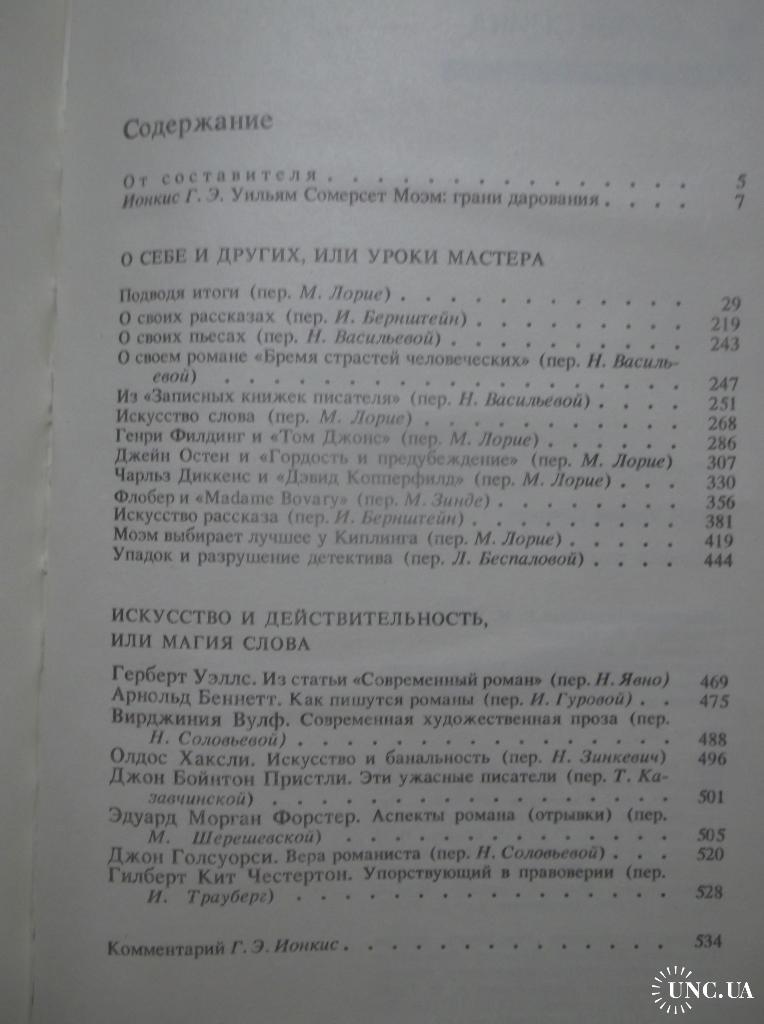 Содержание
От составителя . . . . . . . . . . . . . . . 5
Ионкис Г. Э. Уильям Сомерсет Моэм: грани дарования . . . . 7
О СЕБЕ И ДРУГИХ, ИЛИ УРОКИ МАСТЕРА
Подводя итоги (пер. М. Лорие) . . . . . . . . . . . . 29
О своих рассказах (пер. И. Бернштейн) . . . . . . . . . 219
О своих пьесах (пер. Н. Васильевой) . . . . . . . . . . 243
О своем романе «Бремя страстей человеческих» (пер. Н. Василь-
евой) . . . . . . . . . . . . . . . . . . 247
Из «Записных книжек писателя» (пер. Н. Васильевой) . . . . 251
Искусство слова (пер. М. Лорие) . . . . . . . . . . . 268
Генри Филдинг и «Том Джонс» (пер. М. Лорие) . . . . . . 286
Джейн Остен и «Гордость и предубеждение» (пер. М. Лорие) 307
Чарльз Диккенс и «Дэвид Копперфилд» (пер. М. Лорие) . . . 330
Флобер и «Madame Bovary» (пер. М. Зинде) . . . . . . . . 356
Искусство рассказа (пер. И. Бернштейн) . . . . . . . . . 381
Моэм выбирает лучшее у Киплинга (пер. М. Лорие) . . . . . 419
Упадок и разрушение детектива (пер. Л. Беспаловой) . . . . 444
ИСКУССТВО И ДЕЙСТВИТЕЛЬНОСТЬ,
ИЛИ МАГИЯ СЛОВА
Герберт Уэллс. Из статьи «Современный роман» (пер. Н. Явно) 469
Арнольд Беннетт. Как пишутся романы (пер. И. Гуровой) . . 475
Вирджиния Вулф. Современная художественная проза (пер.
Н. Соловьевой) . . . . . . . . . . . . . . . 488
Олдос Хаксли. Искусство и банальность (пер. Н. Зинкевич) 496
Джон Бойнтон Пристли. Эти ужасные писатели (пер. Т. Ка-
завчинской) . . . . . . . . . . . . . . . . 501
Эдуард Морган Форстер. Аспекты романа (отрывки) (пер.
М. Шерешевской) . . . . . . . . . . . . . . 505
Джон Голсуорси. Вера романиста (пер. Н. Соловьевой) . . . 520
Гилберт Кит Честертон. Упорствующий в правоверии (пер.
И. Трауберг) . . . . . . . . . . . . . . . 528
Комментарий Г. Э. Ионкис . . . . . . . . . . . . . . 534
UNC.UA